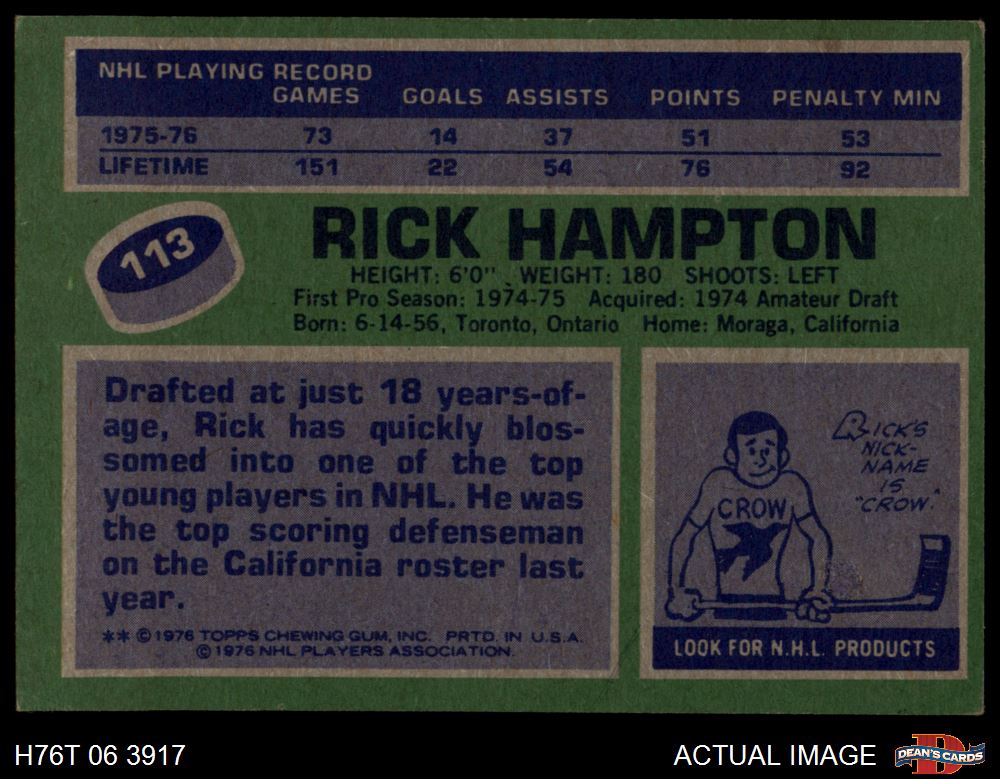 NHL PLAYING RECORD
GAMES GOALS ASSISTS POINTS PENALTY MIN
1975-76 73 14 37 51 53
LIFETIME 151 22 54 76 92
113
RICK HAMPTON
HEIGHT: 6'0" WEIGHT: 180 SHOOTS: LEFT
First Pro Season: 1974-75 Acquired: 1974 Amateur Draft
Born: 6-14-56, Toronto, Ontario Home: Moraga, California
Drafted at just 18 years-of-
age, Rick has quickly blos-
somed into one of the top
young players in NHL. He was
the top scoring defenseman
on the California roster last
year.
** © 1976 TOPPS CHEWING GUM, INC. PRTD. IN U.S.A.
© 1976 NHL PLAYERS ASSOCIATION.
RICK'S
NICK-
NAME
IS
"CROW."
CROW
LOOK FOR N.H.L. PRODUCTS
H76T 06 3917
ACTUAL IMAGE
D
DEAN'S CARDS